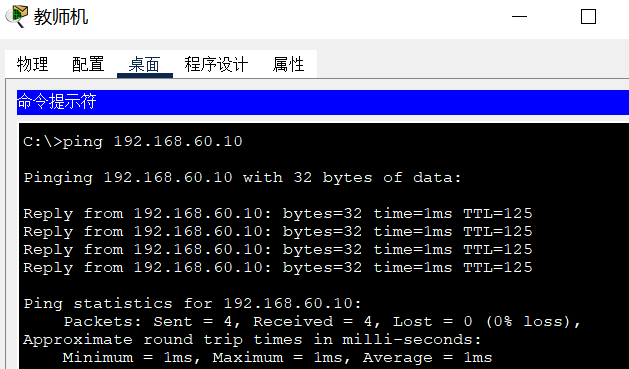 教师机
物理 配置 桌面 程序设计 属性
命令提示符
C:\>ping 192.168.60.10
Pinging 192.168.60.10 with 32 bytes of data:
Reply from 192.168.60.10: bytes=32 time=1ms TTL=125
Reply from 192.168.60.10: bytes=32 time=1ms TTL=125
Reply from 192.168.60.10: bytes=32 time=1ms TTL=125
Reply from 192.168.60.10: bytes=32 time=1ms TTL=125
Ping statistics for 192.168.60.10:
    Packets: Sent = 4, Received = 4, Lost = 0 (0% loss),
Approximate round trip times in milli-seconds:
    Minimum = 1ms, Maximum = 1ms, Average = 1ms